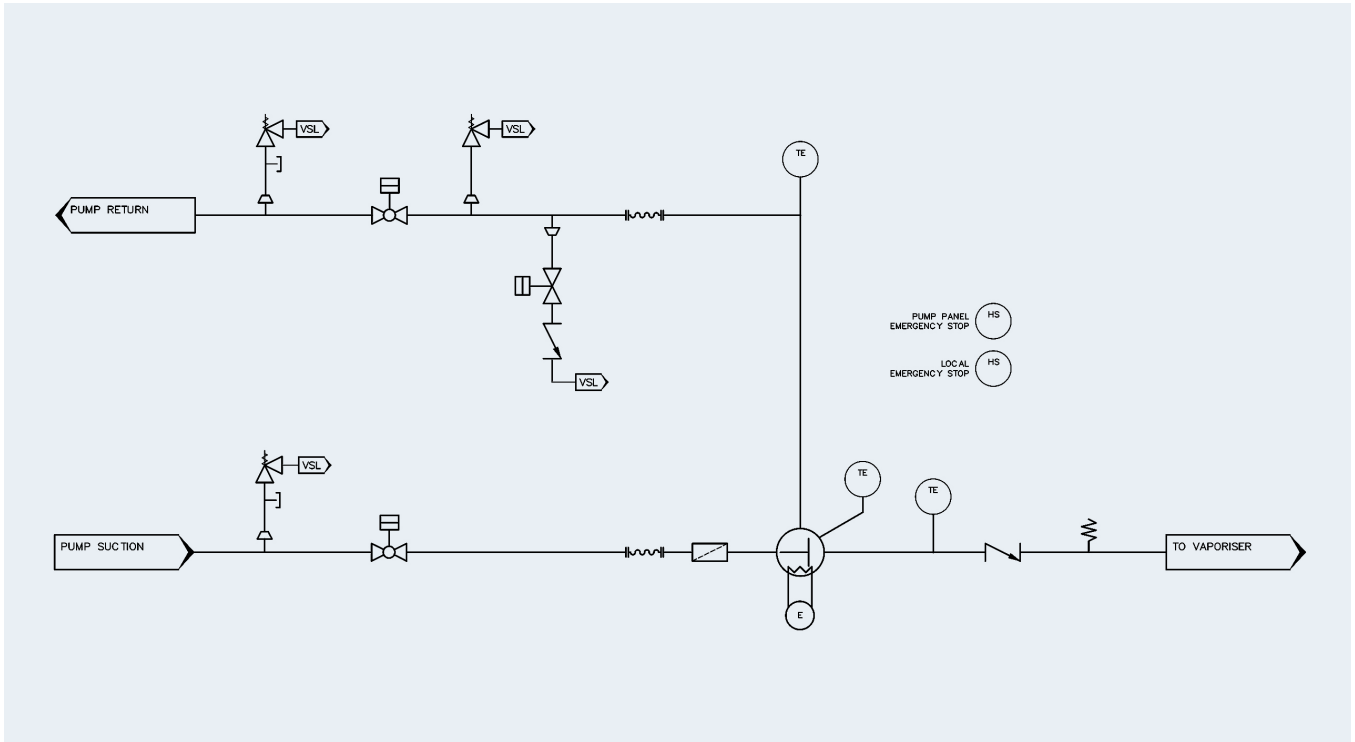 VSL
VSL
TE
PUMP RETURN
PUMP PANEL
EMERGENCY STOP
HS
LOCAL
EMERGENCY STOP
HS
VSL
VSL
TE
TE
PUMP SUCTION
TO VAPORISER
E